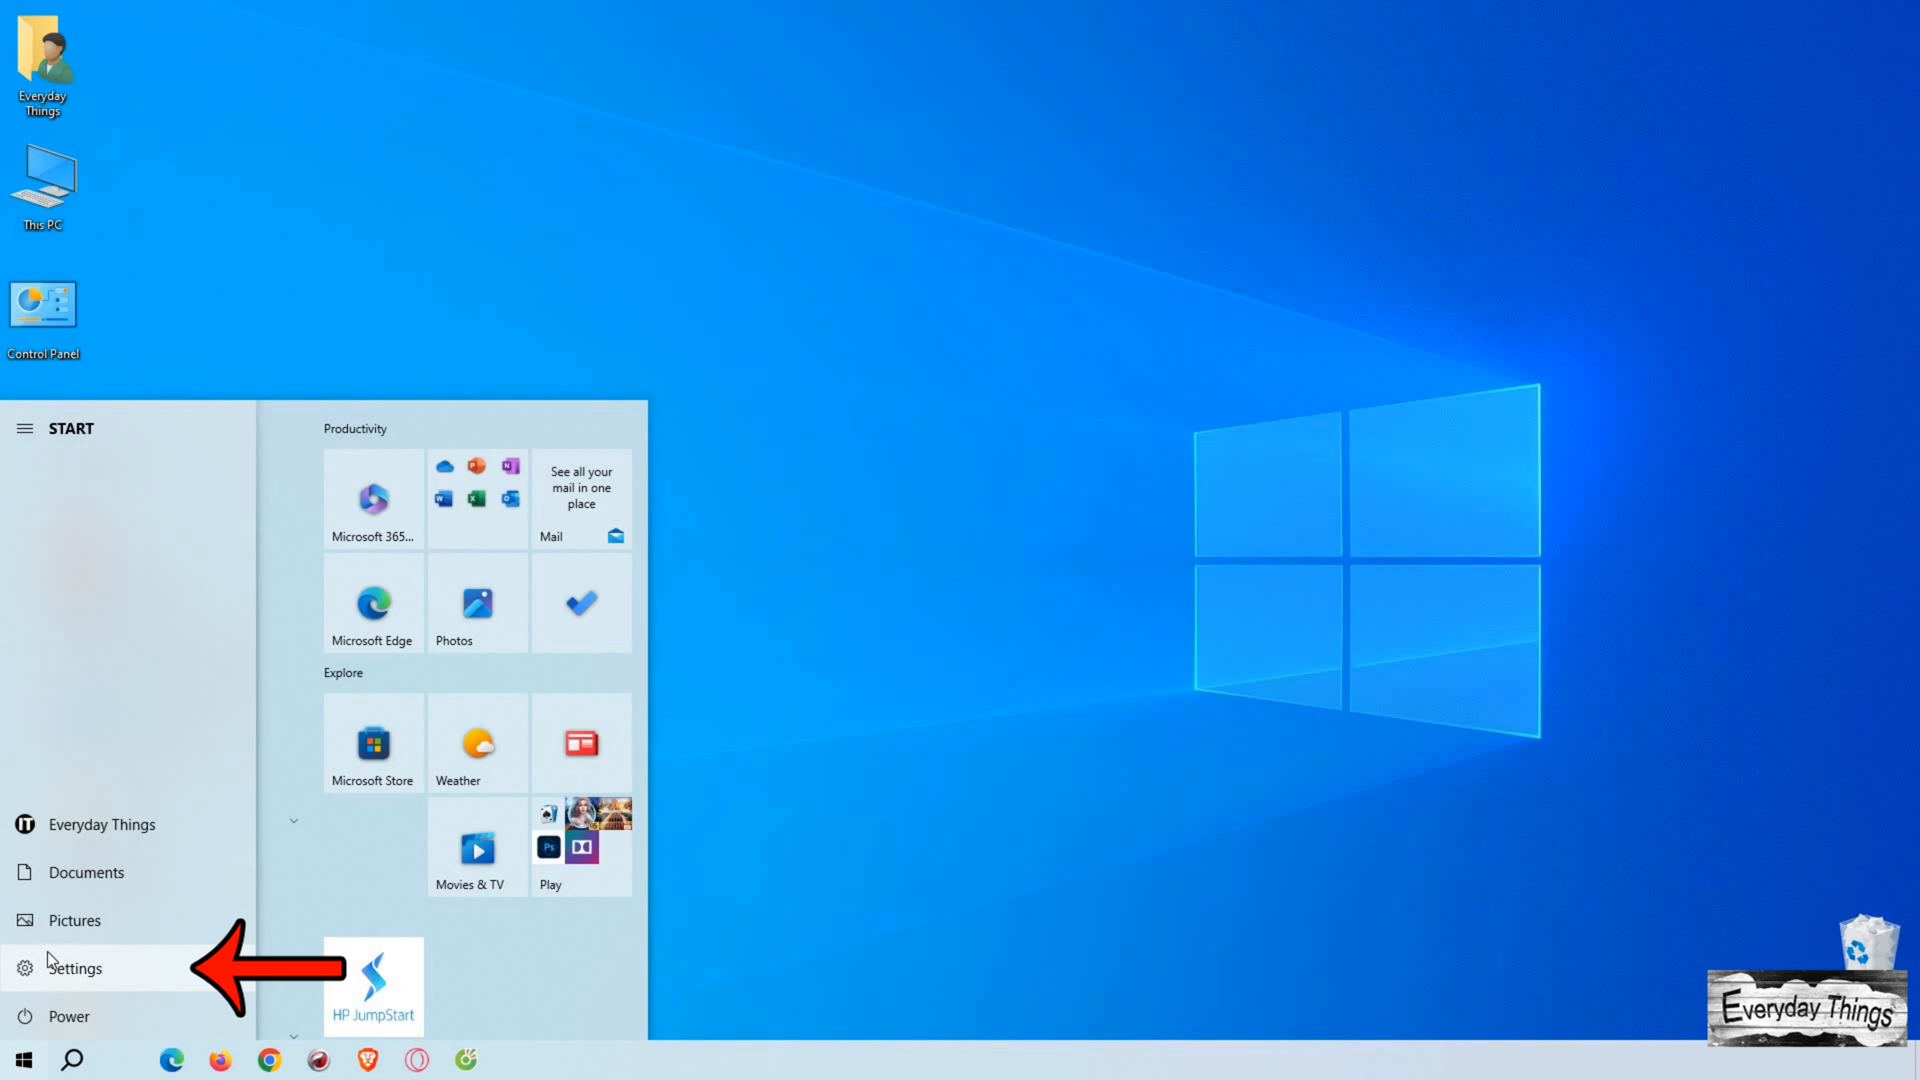 Everyday
Things
This PC
Control Panel
START
Everyday Things
Documents
Pictures
Settings
Power
Productivity
Microsoft 365...
See all your
mail in one
place
Mail
Microsoft Edge
Photos
Explore
Microsoft Store
Weather
Movies & TV
Ps
Play
HP JumpStart
Everyday Things